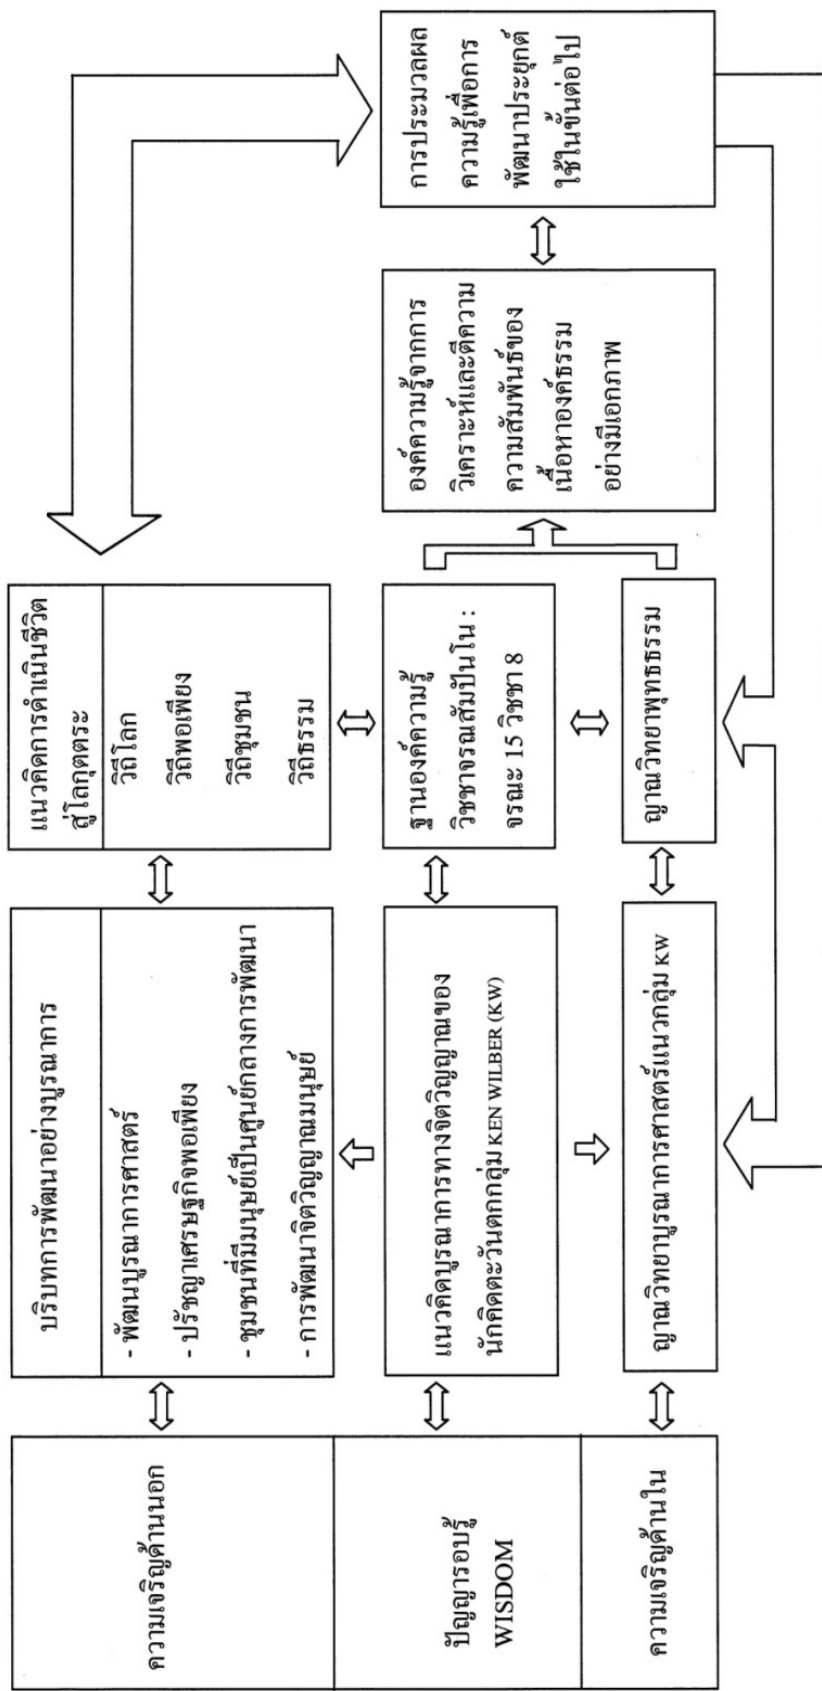 ความเจริญด้านนอก
ปัญญารอบรู้
WISDOM
ความเจริญด้านใน
บริบทการพัฒนาอย่างบูรณาการ
- พัฒนบูรณาการศาสตร์
- ปรัชญาเศรษฐกิจพอเพียง
- ชุมชนที่มีมนุษย์เป็นศูนย์กลางการพัฒนา
- การพัฒนาจิตวิญญาณมนุษย์
แนวคิดบูรณาการทางจิตวิญญาณของ
นักคิดตะวันตกกลุ่ม KEN WILBER (KW)
ญาณวิทยาบูรณาการศาสตร์แนวกลุ่ม KW
แนวคิดการดำเนินชีวิต
สู่โลกุตตระ
วิถีโลก
วิถีพอเพียง
วิถีชุมชน
วิถีธรรม
ฐานองค์ความรู้
วิชชาจรณสัมปันโน :
จรณะ 15 วิชชา 8
ญาณวิทยาพุทธธรรม
องค์ความรู้จากการ
วิเคราะห์และตีความ
ความสัมพันธ์ของ
เนื้อหาองค์ธรรม
อย่างมีเอกภาพ
การประมวลผล
ความรู้เพื่อการ
พัฒนาประยุกต์
ใช้ในขั้นต่อไป